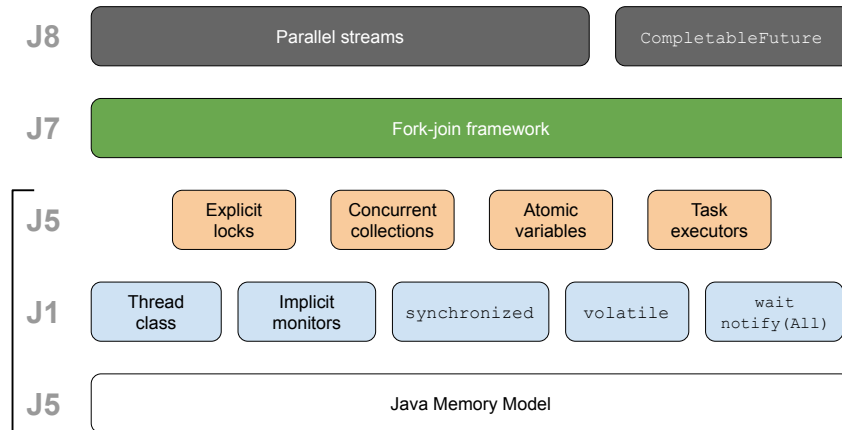 J8
Parallel streams
CompletableFuture
J7
Fork-join framework
J5
Explicit
locks
Concurrent
collections
Atomic
variables
Task
executors
J1
Thread
class
Implicit
monitors
synchronized
volatile
wait
notify(All)
J5
Java Memory Model